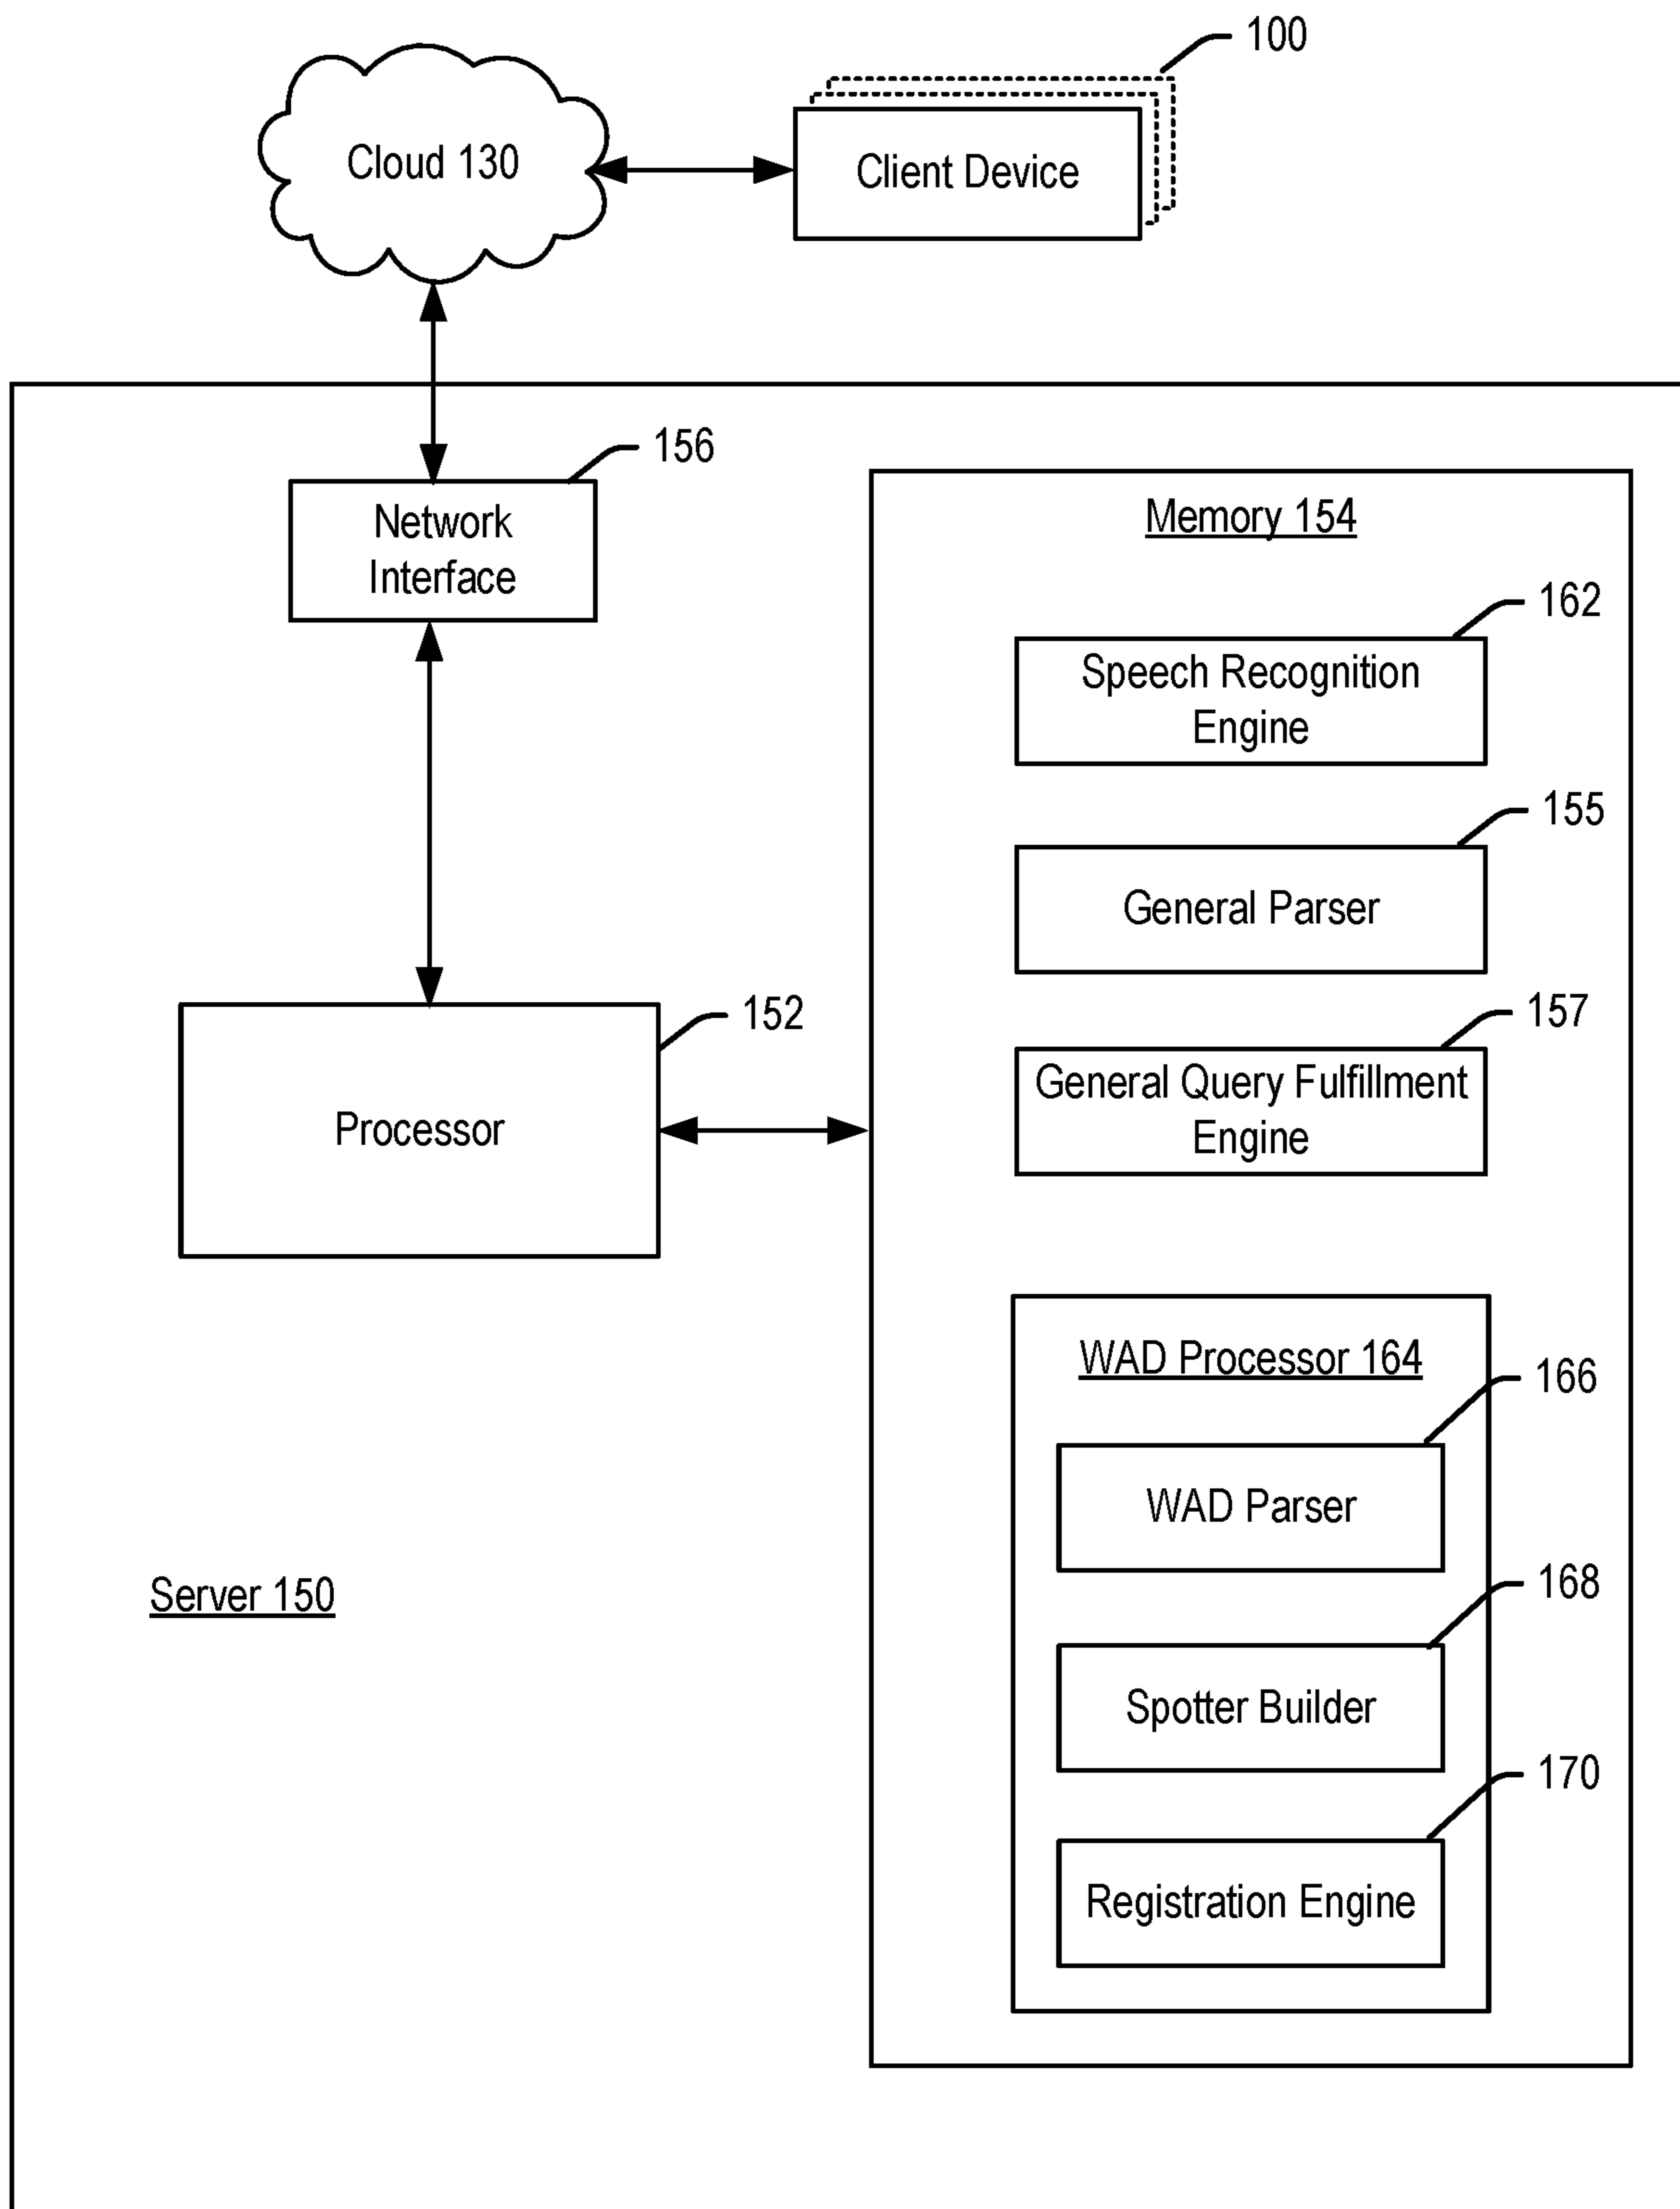 100
Cloud 130
Client Device
156
Network
Interface
Memory 154
162
Speech Recognition
Engine
155
General Parser
152
Processor
157
General Query Fulfillment
Engine
WAD Processor 164
166
WAD Parser
Server 150
168
Spotter Builder
170
Registration Engine